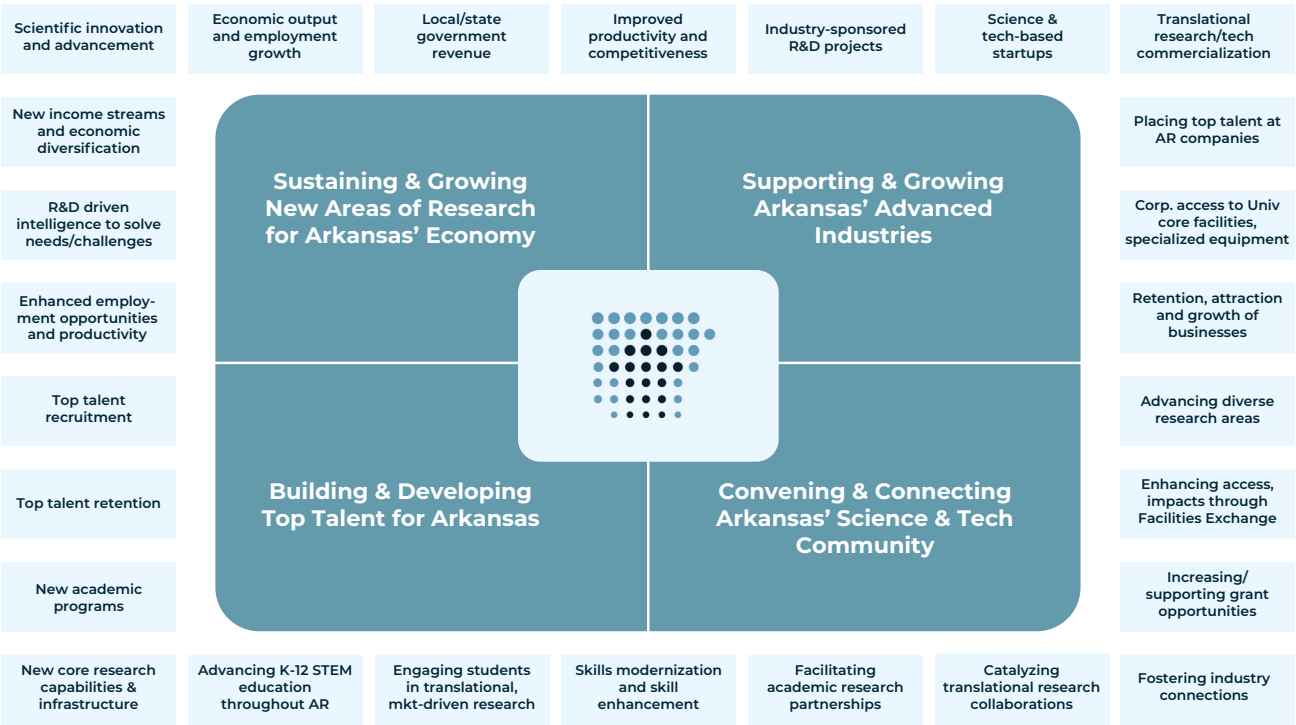 Scientific innovation
and advancement
Economic output
and employment
growth
Local/state
government
revenue
Improved
productivity and
competitiveness
Industry-sponsored
R&D projects
Science &
tech-based
startups
Translational
research/tech
commercialization
New income streams
and economic
diversification
R&D driven
intelligence to solve
needs/challenges
Enhanced employ-
ment opportunities
and productivity
Top talent
recruitment
Top talent retention
New academic
programs
Sustaining & Growing
New Areas of Research
for Arkansas’ Economy
Supporting & Growing
Arkansas’ Advanced
Industries
Building & Developing
Top Talent for Arkansas
Convening & Connecting
Arkansas’ Science & Tech
Community
Placing top talent at
AR companies
Corp. access to Univ
core facilities,
specialized equipment
Retention, attraction
and growth of
businesses
Advancing diverse
research areas
Enhancing access,
impacts through
Facilities Exchange
Increasing/
supporting grant
opportunities
New core research
capabilities &
infrastructure
Advancing K-12 STEM
education
throughout AR
Engaging students
in translational,
mkt-driven research
Skills modernization
and skill
enhancement
Facilitating
academic research
partnerships
Catalyzing
translational research
collaborations
Fostering industry
connections